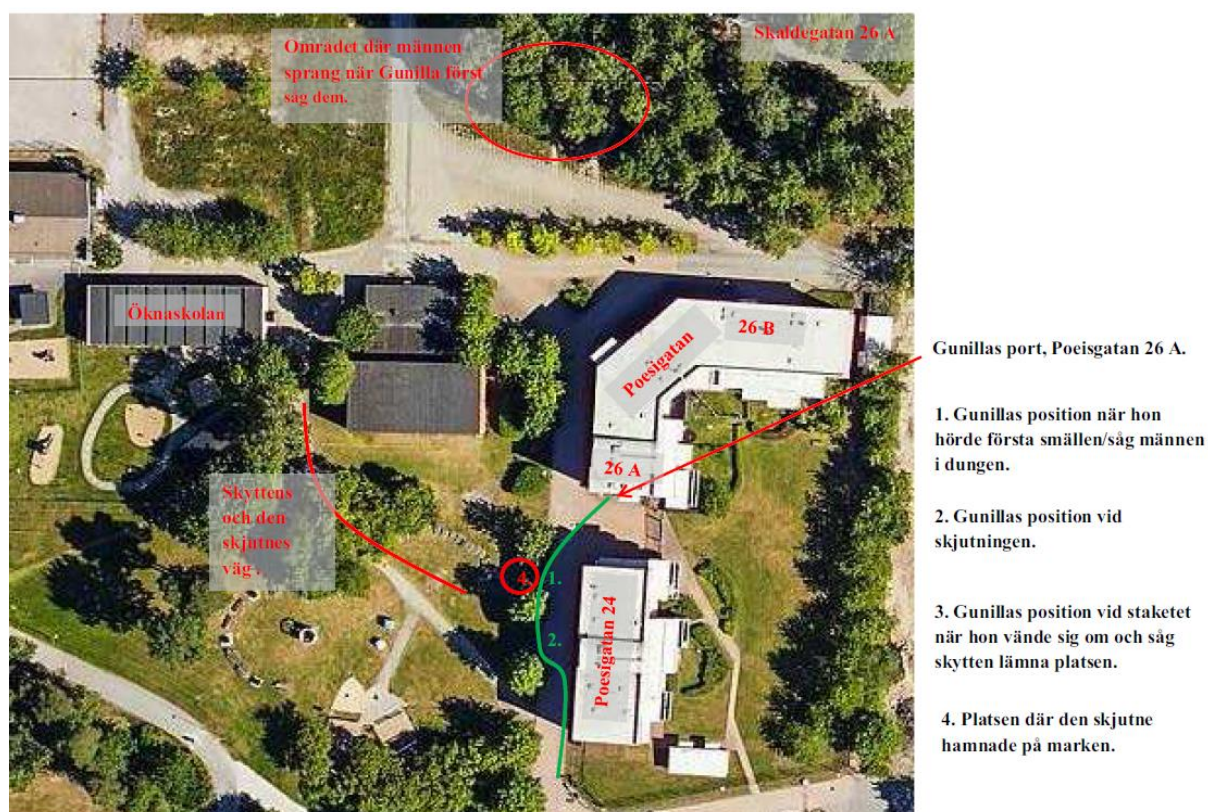 Området där männen
sprang när Gunilla först
såg dem.
Skaldegatan 26 A
Öknaskolan
26 B
Poesigatan
26 A
Skyttens
och den
skjutnes
väg .
4.
1.
2.
Poesigatan 24
Gunillas port, Poeisgatan 26 A.
1. Gunillas position när hon
hörde första smällen/såg männen
i dungen.
2. Gunillas position vid
skjutningen.
3. Gunillas position vid staketet
när hon vände sig om och såg
skytten lämna platsen.
4. Platsen där den skjutne
hamnade på marken.